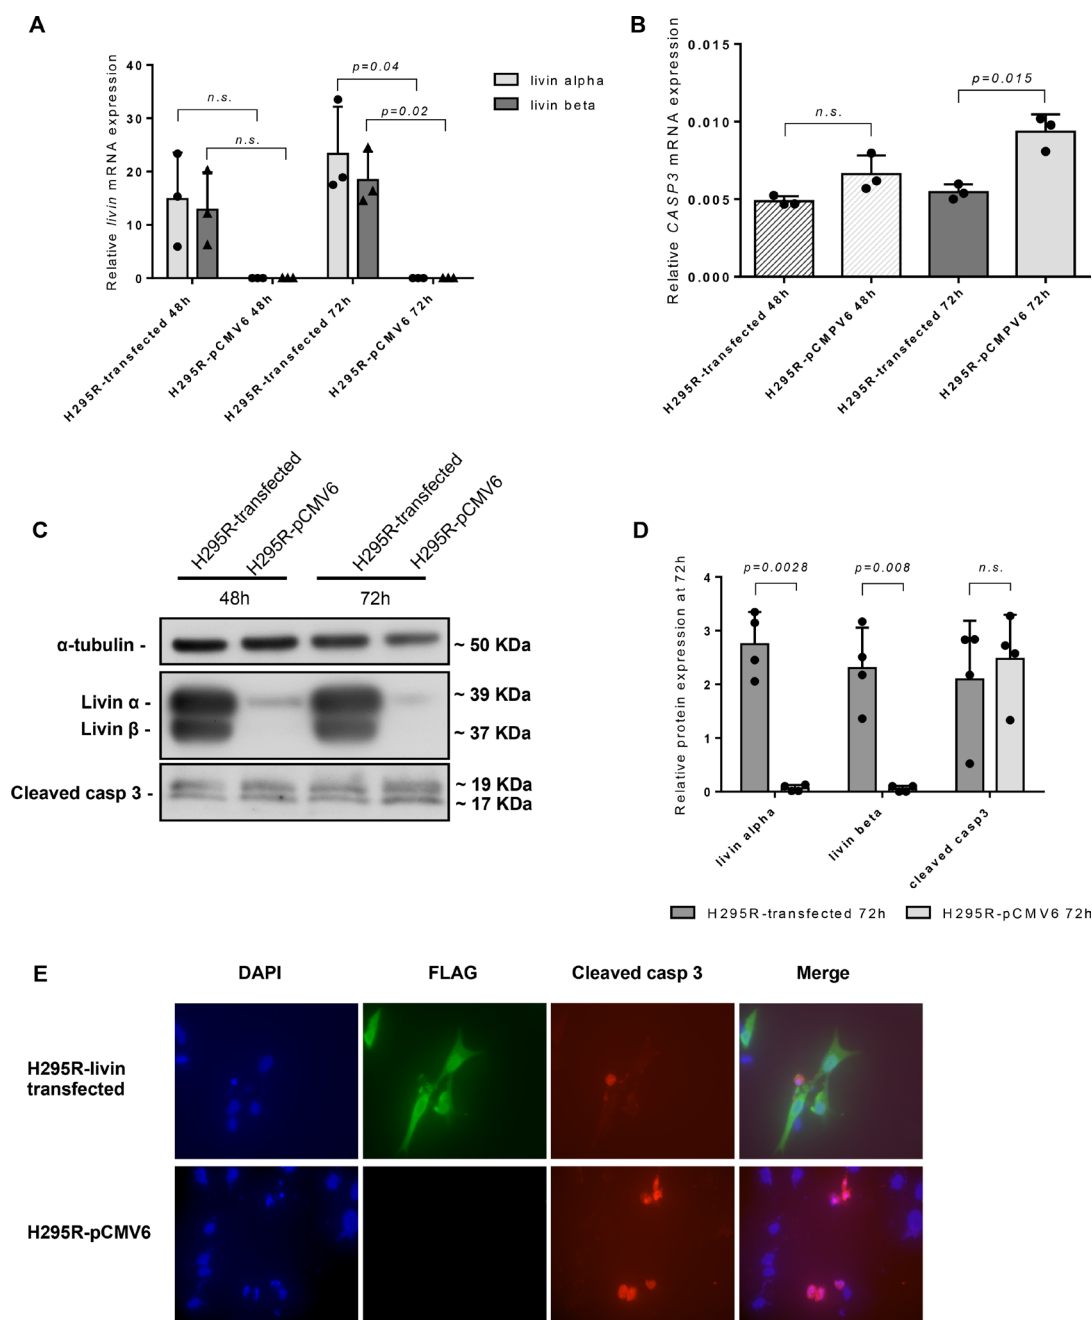 A
Relative livin mRNA expression
40
30
20
10
0
n.s.
n.s.
p=0.04
p=0.02
livin alpha
livin beta
H295R-transfected 48h
H295R-pCMV6 48h
H295R-transfected 72h
H295R-pCMV6 72h
B
Relative CASP3 mRNA expression
0.015
0.010
0.005
0.000
n.s.
p=0.015
H295R-transfected 48h
H295R-pCMPV6 48h
H295R-transfected 72h
H295R-pCMPV6 72h
C
H295R-transfected
H295R-pCMV6
H295R-transfected
H295R-pCMV6
48h
72h
α-tubulin -
~ 50 KDa
Livin α -
~ 39 KDa
Livin β -
~ 37 KDa
Cleaved casp 3 -
~ 19 KDa
~ 17 KDa
D
Relative protein expression at 72h
4
3
2
1
0
p=0.0028
p=0.008
n.s.
livin alpha
livin beta
cleaved casp3
H295R-transfected 72h
H295R-pCMV6 72h
E
DAPI
FLAG
Cleaved casp 3
Merge
H295R-livin
transfected
H295R-pCMV6